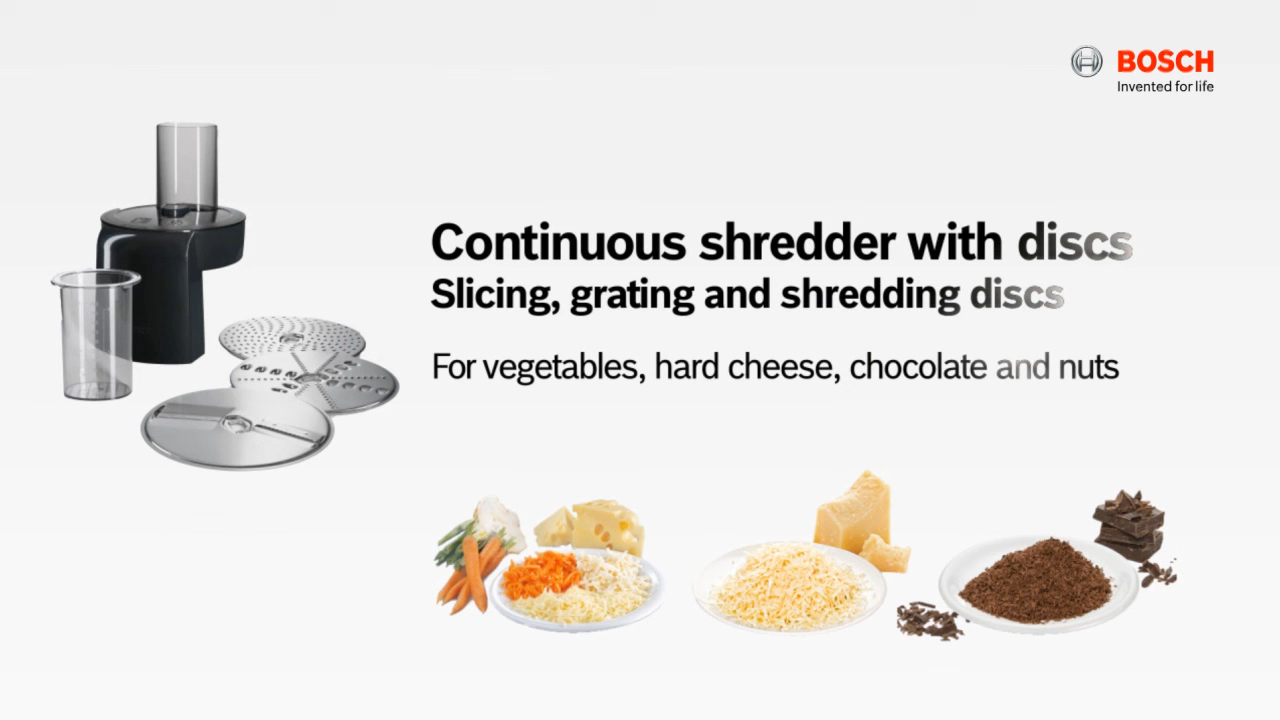 BOSCH
Invented for life
Continuous shredder with discs
Slicing, grating and shredding discs
For vegetables, hard cheese, chocolate and nuts